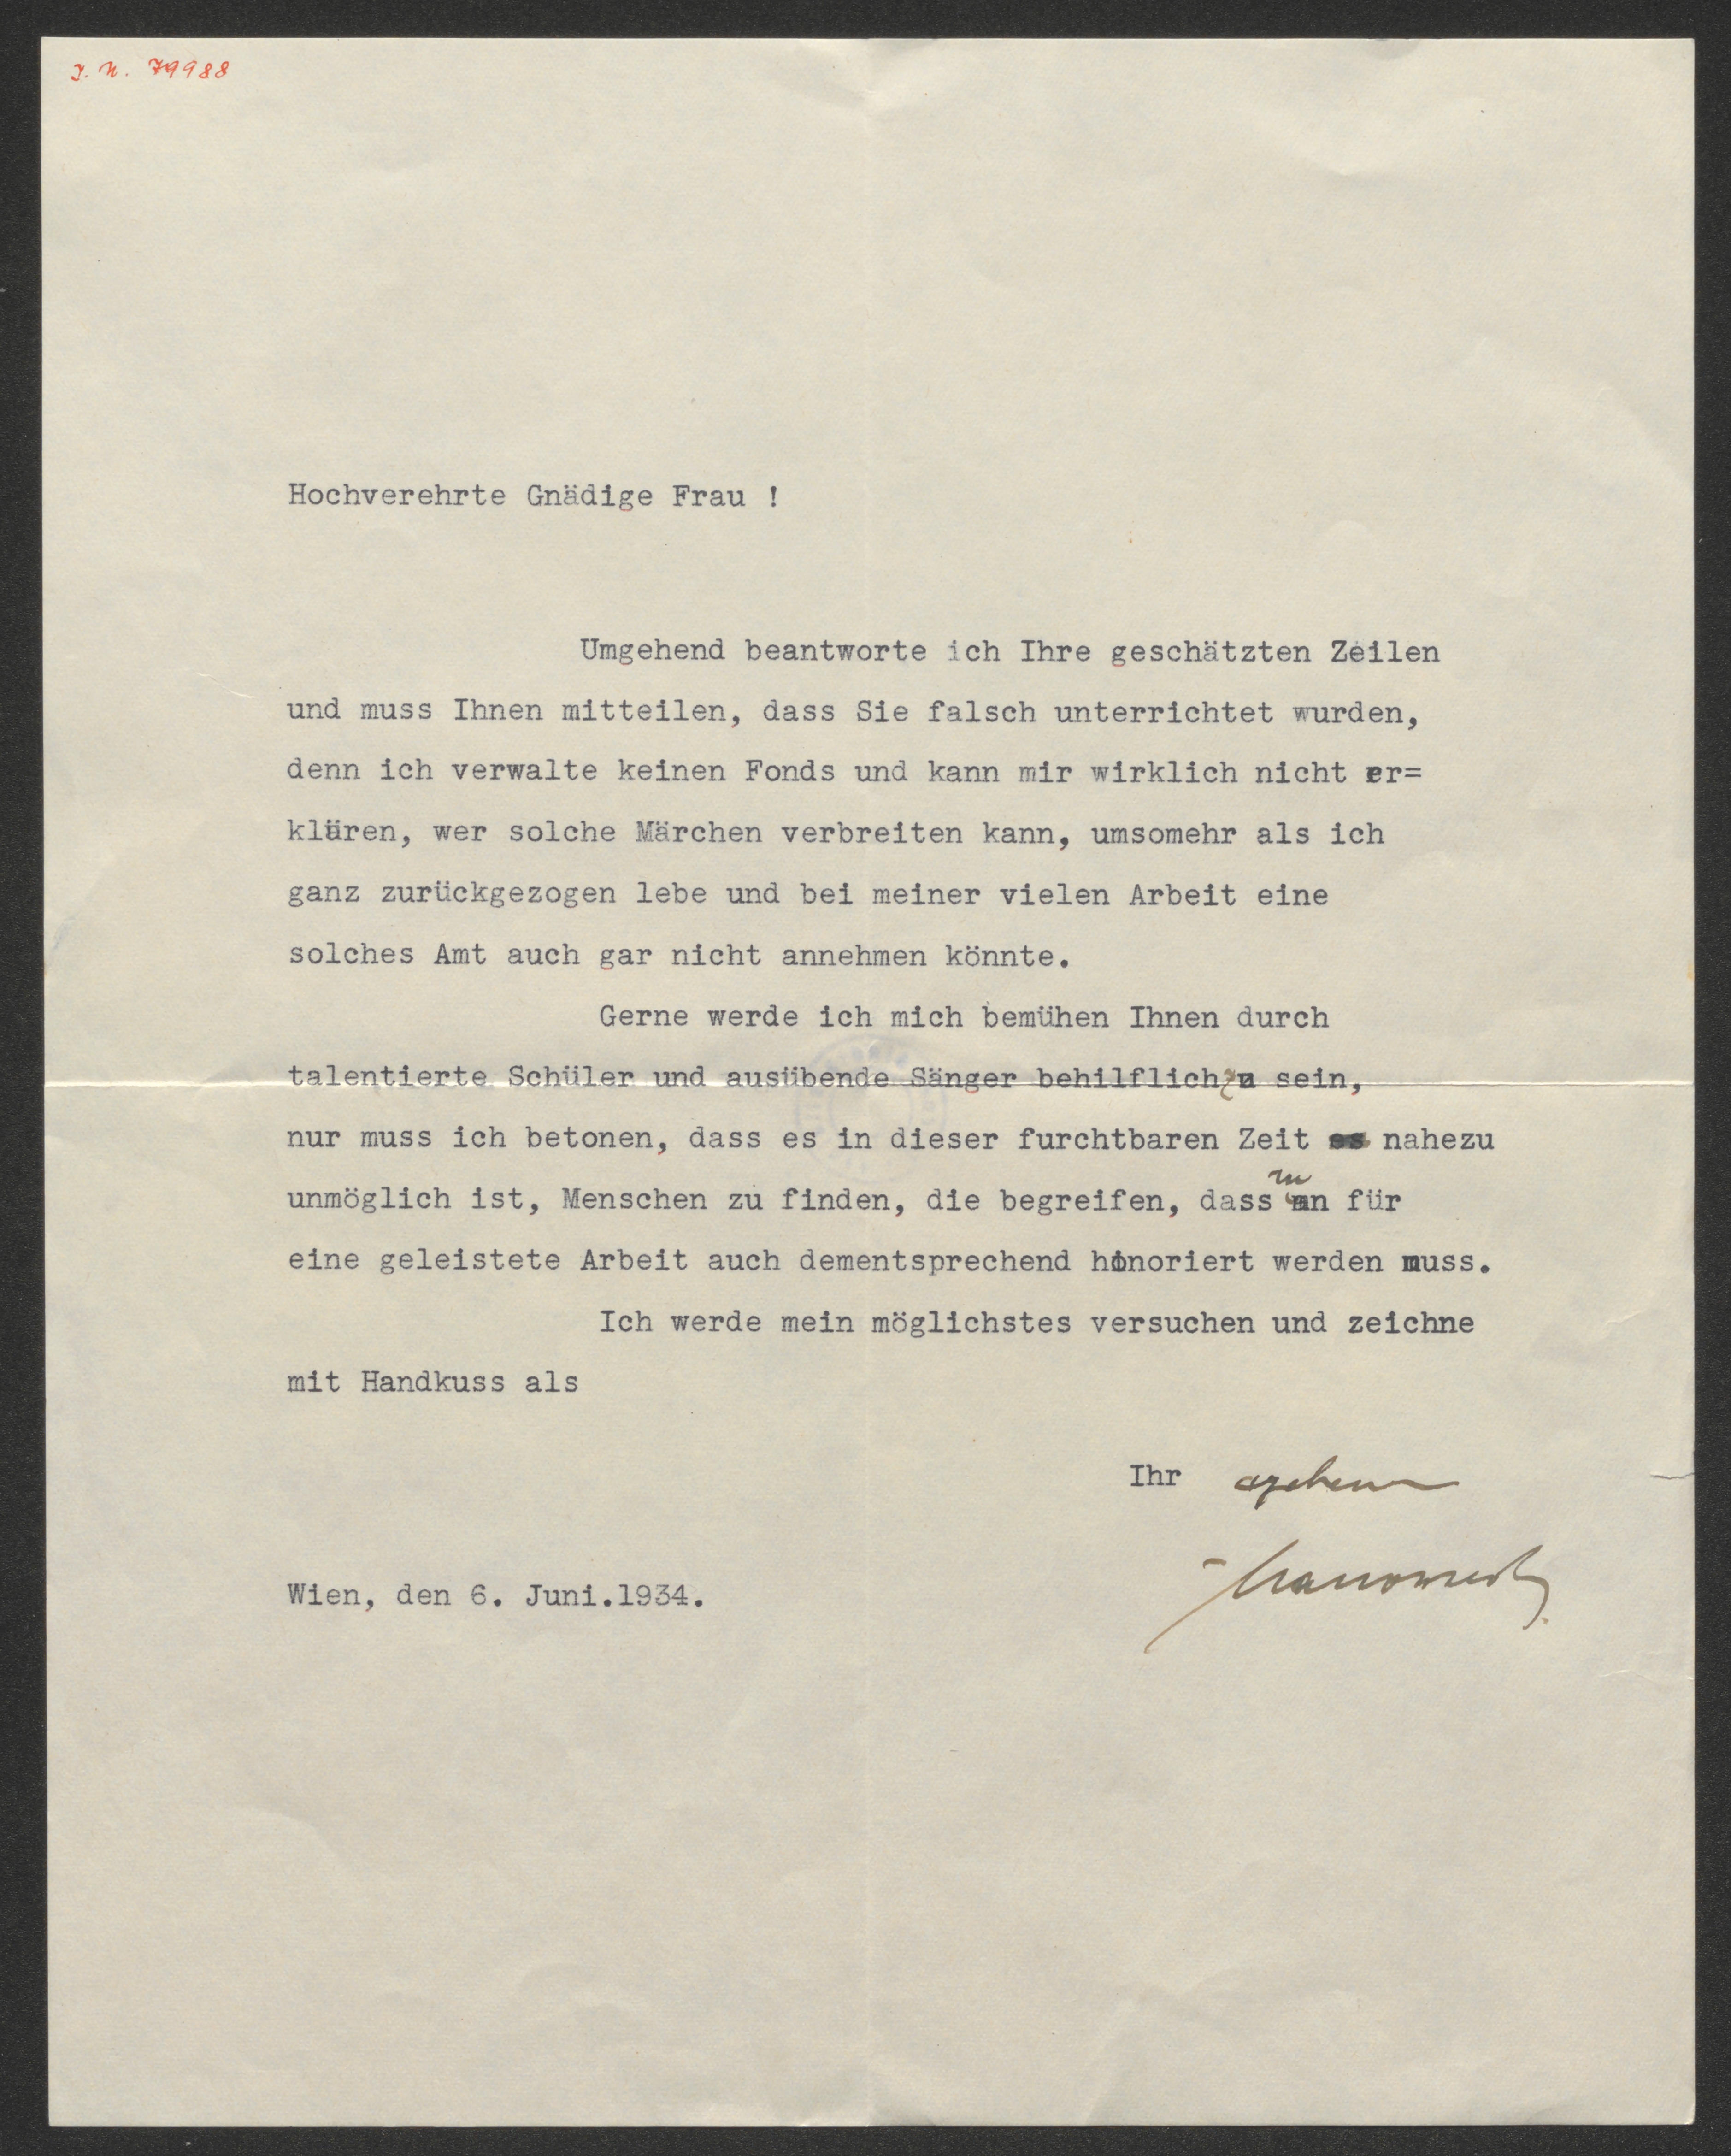 J. N. 79988
Hochverehrte Gnädige Frau !
Umgehend beantworte ich Ihre geschätzten Zeilen
und muss Ihnen mitteilen, dass Sie falsch unterrichtet wurden,
denn ich verwalte keinen Fonds und kann mir wirklich nicht er=
klären, wer solche Märchen verbreiten kann, umsomehr als ich
ganz zurückgezogen lebe und bei meiner vielen Arbeit eine
solches Amt auch gar nicht annehmen könnte.
Gerne werde ich mich bemühen Ihnen durch
talentierte Schüler und ausübende Sänger behilflich zu sein,
nur muss ich betonen, dass es in dieser furchtbaren Zeit nahezu
unmöglich ist, Menschen zu finden, die begreifen, dass man für
eine geleistete Arbeit auch dementsprechend honoriert werden muss.
Ich werde mein möglichstes versuchen und zeichne
mit Handkuss als
Ihr ergebener
Wien, den 6. Juni.1934.